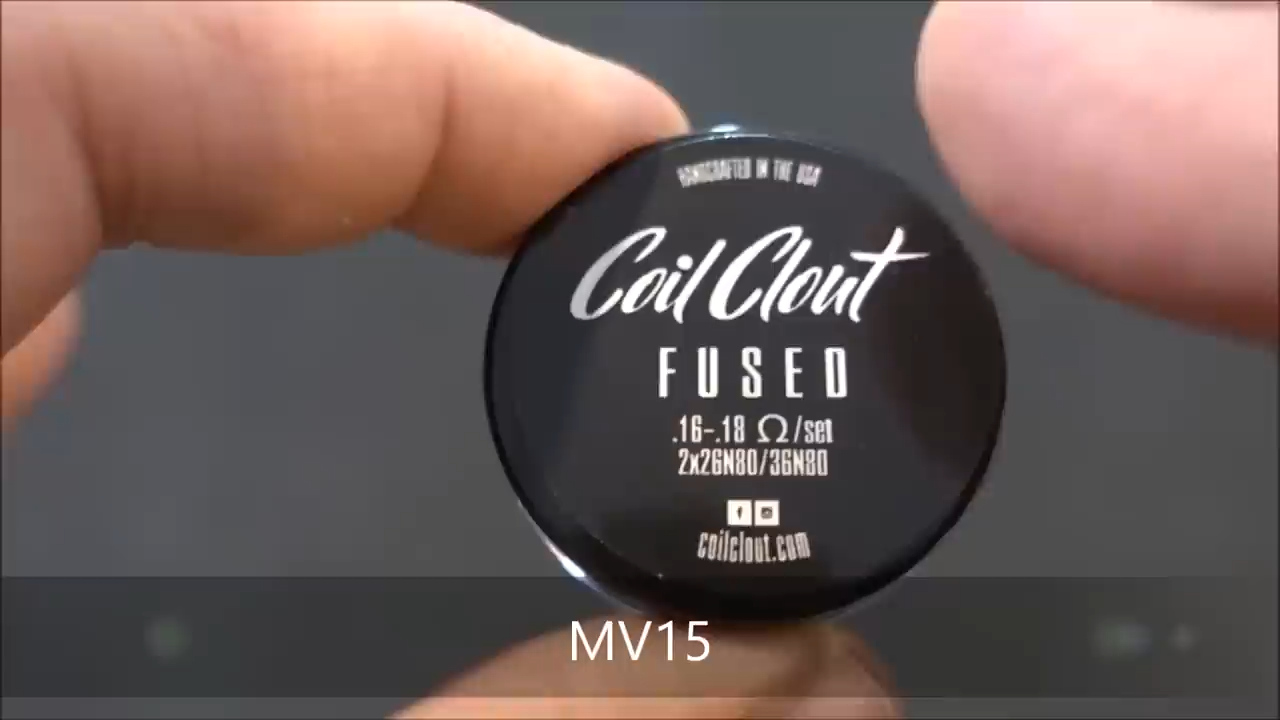 HANDCRAFTED IN THE USA
Coil Clout
FUSED
.16-.18 Ω/set
2x26N80/36N80
coilclout.com
MV15